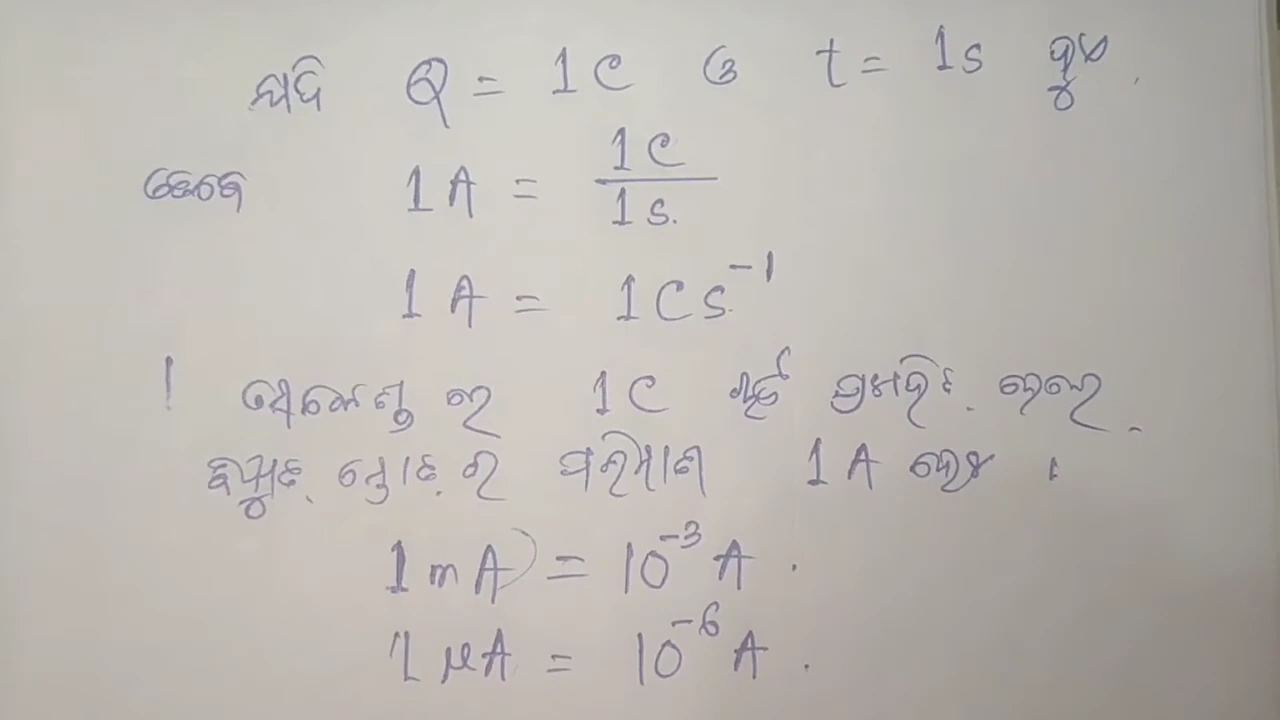 ଯଦି Q = 1C ଓ t = 1s ହୁଏ,
ତେବେ 1A = 1C / 1s.
1A = 1Cs⁻¹
1 ସେକେଣ୍ଡ ରେ 1C ଚାର୍ଜ ପ୍ରବାହିତ ହେଲେ
ବିଦ୍ୟୁତ ସ୍ରୋତ ର ପରିମାଣ 1A ହେବ ।
1mA = 10⁻³ A.
1μA = 10⁻⁶ A.